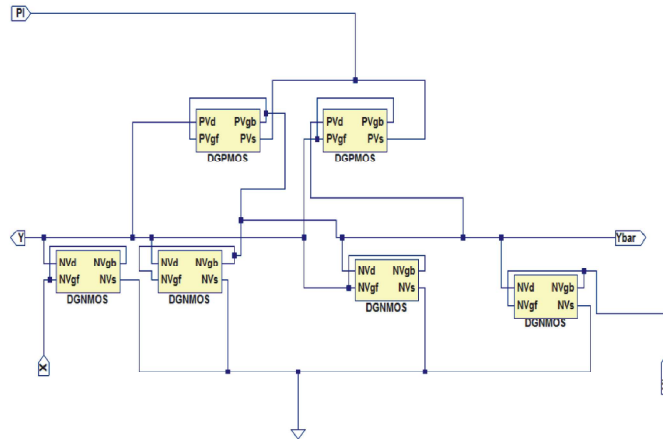 PI
PVd PVgb
PVgf PVs
DGPMOS
PVd PVgb
PVgf PVs
DGPMOS
Y
Ybar
NVd NVgb
NVgf NVs
DGNMOS
NVd NVgb
NVgf NVs
DGNMOS
NVd NVgb
NVgf NVs
DGNMOS
NVd NVgb
NVgf NVs
DGNMOS
X